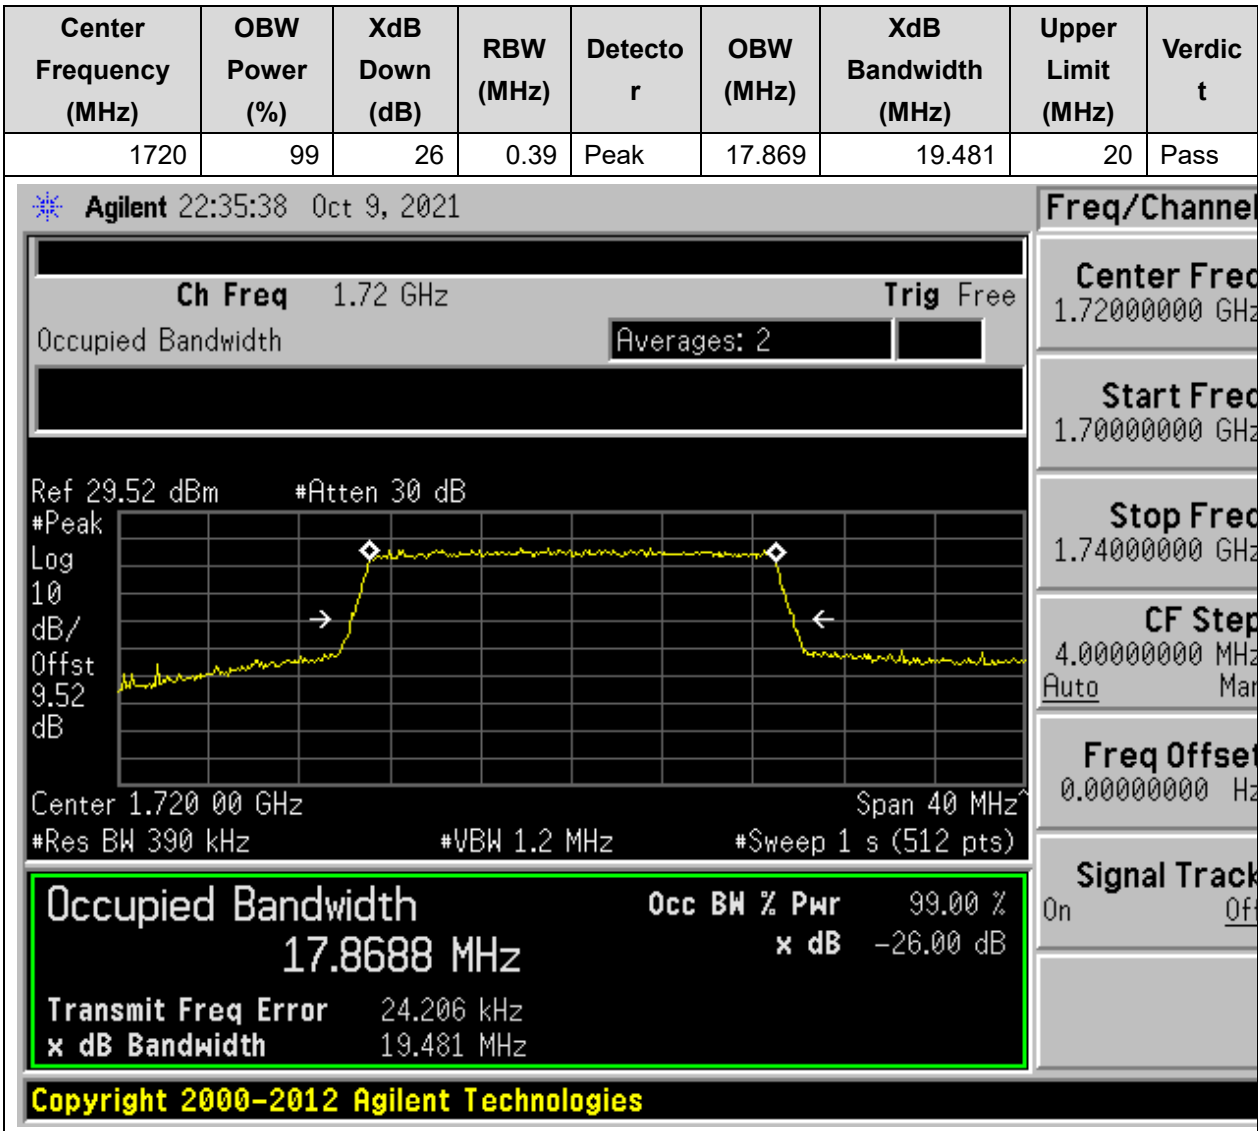 Center Frequency (MHz) OBW Power (%) XdB Down (dB) RBW (MHz) Detecto r OBW (MHz) XdB Bandwidth (MHz) Upper Limit (MHz) Verdic t
1720 99 26 0.39 Peak 17.869 19.481 20 Pass
Agilent 22:35:38 Oct 9, 2021
Freq/Channel
Ch Freq 1.72 GHz Trig Free
Occupied Bandwidth Averages: 2
Center Freq
1.72000000 GHz
Start Freq
1.70000000 GHz
Stop Freq
1.74000000 GHz
CF Step
4.00000000 MHz
Auto Man
Freq Offset
0.00000000 Hz
Signal Track
On Off
Ref 29.52 dBm #Atten 30 dB
#Peak
Log
10
dB/
Offst
9.52
dB
Center 1.720 00 GHz Span 40 MHz^
#Res BW 390 kHz #VBW 1.2 MHz #Sweep 1 s (512 pts)
Occupied Bandwidth Occ BW % Pwr 99.00 %
17.8688 MHz x dB -26.00 dB
Transmit Freq Error 24.206 kHz
x dB Bandwidth 19.481 MHz
Copyright 2000-2012 Agilent Technologies